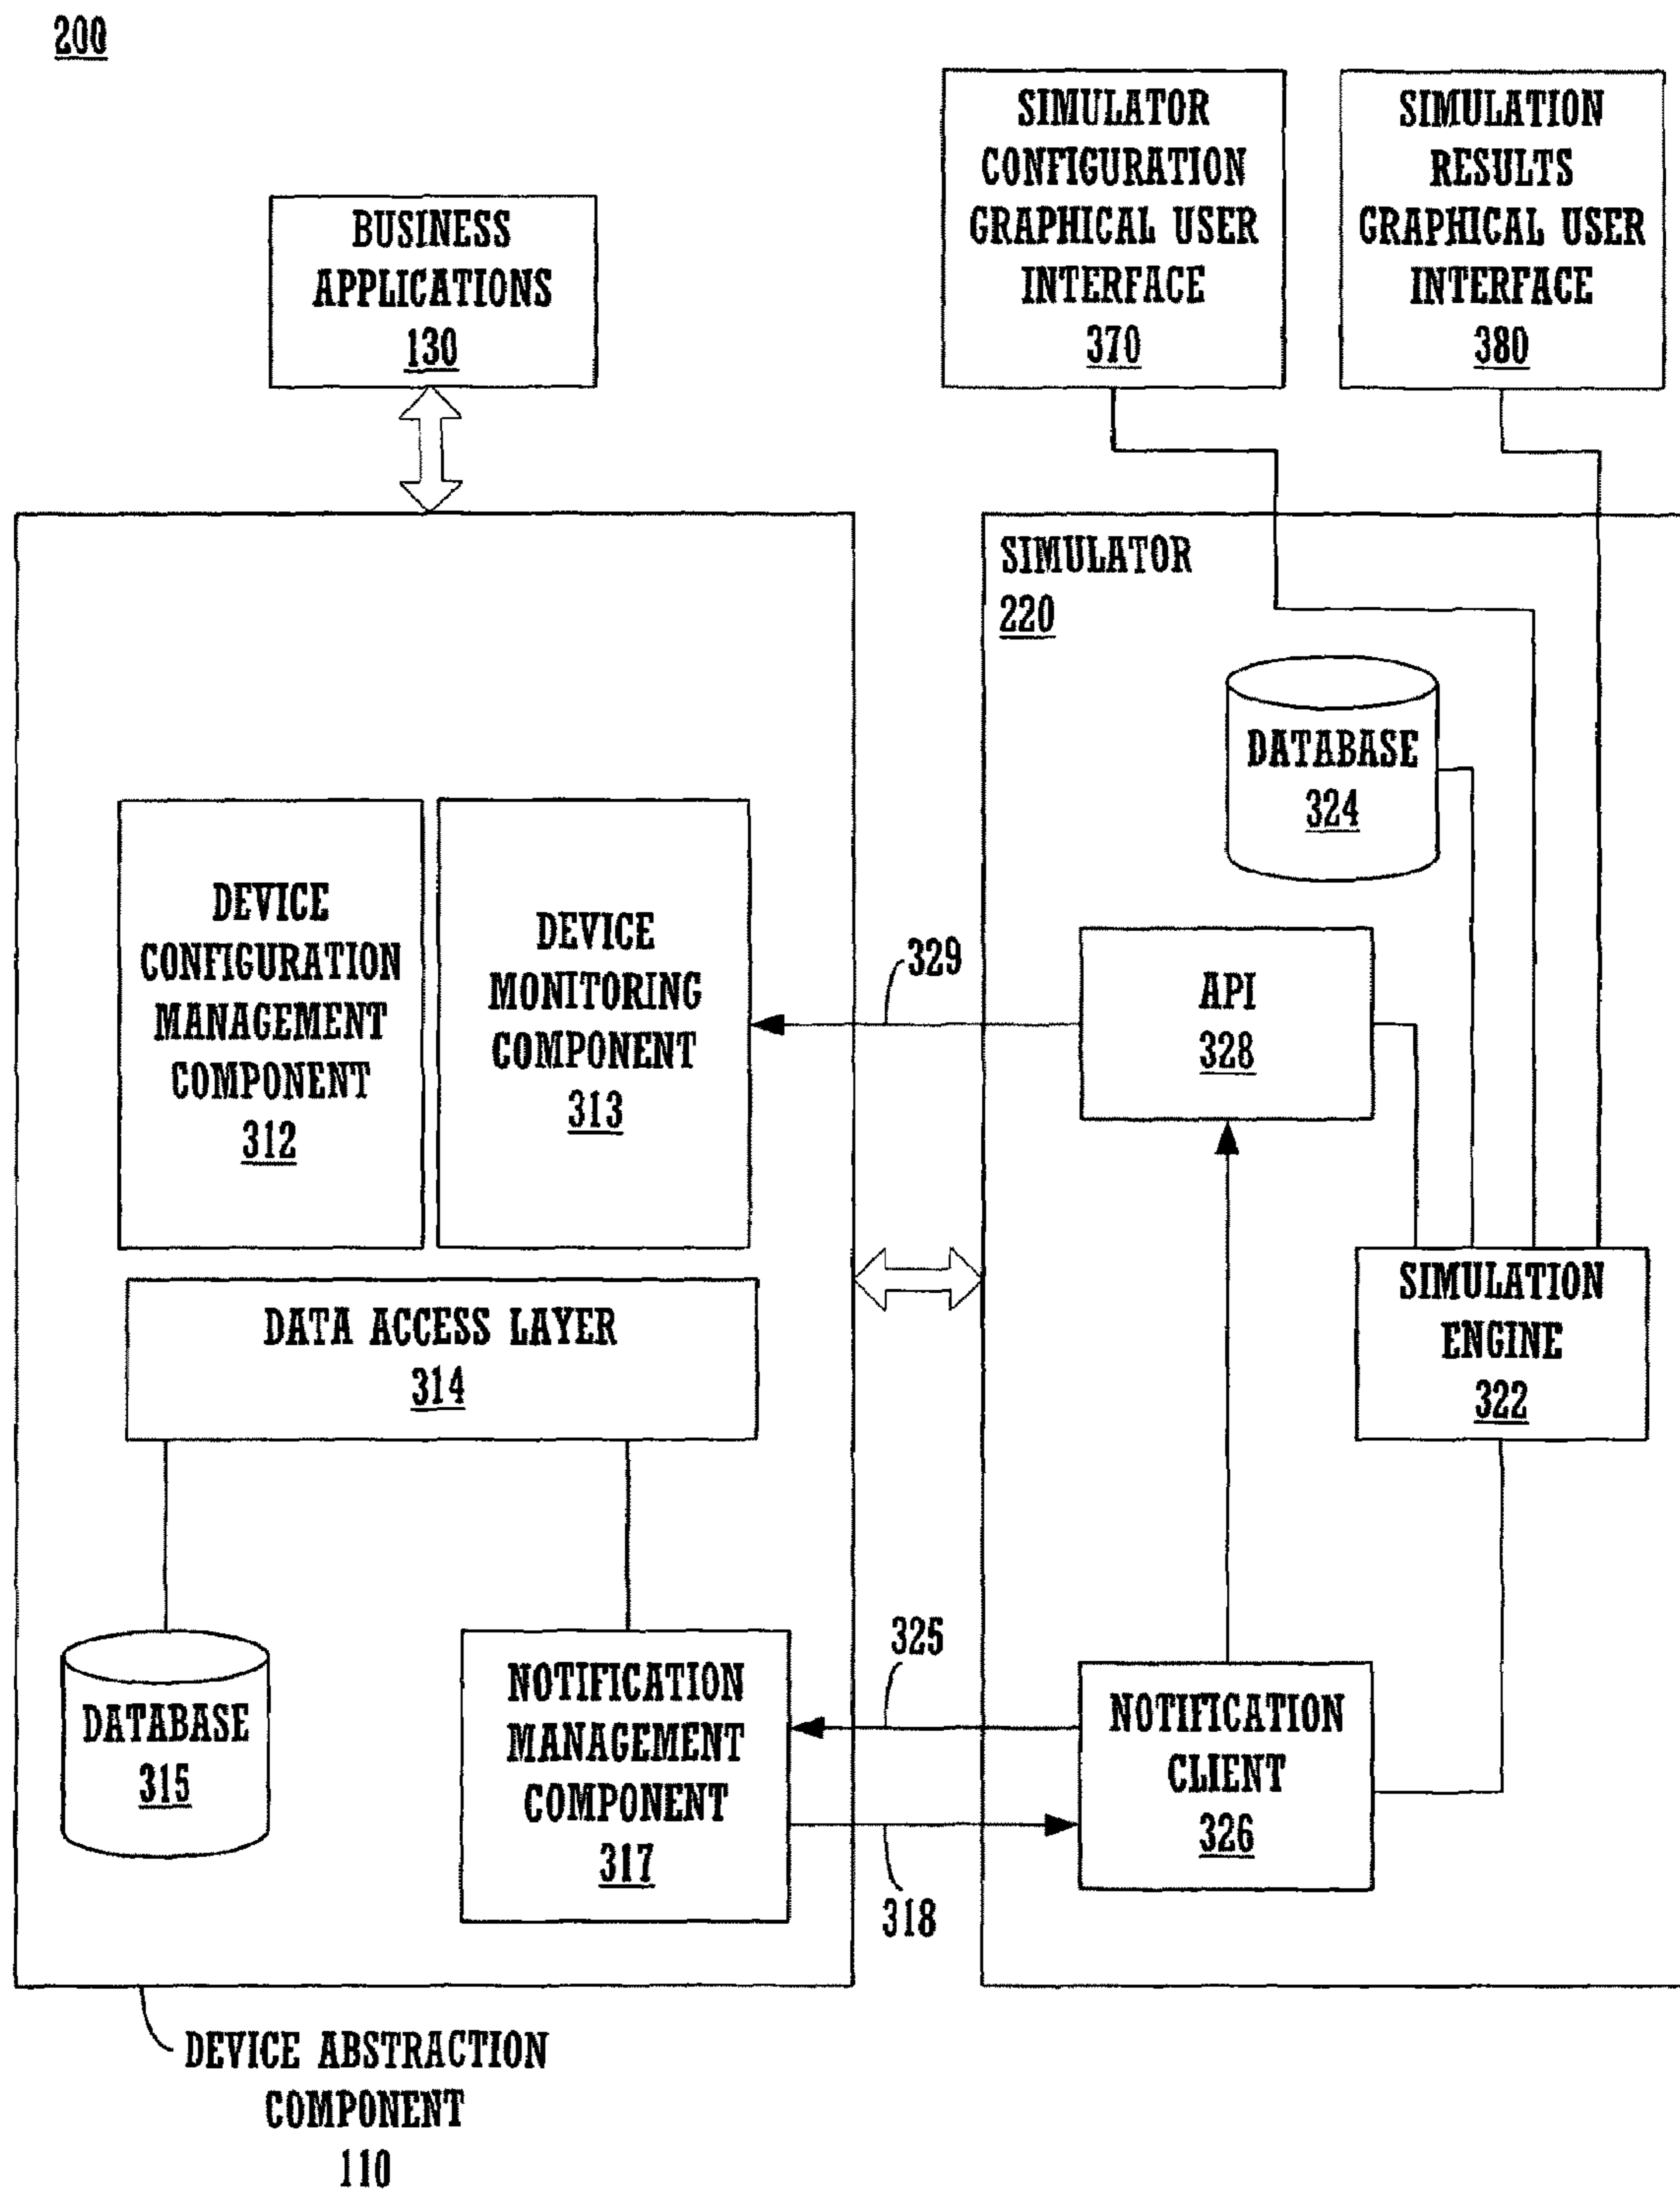 200
BUSINESS
APPLICATIONS
130
SIMULATOR
CONFIGURATION
GRAPHICAL USER
INTERFACE
370
SIMULATION
RESULTS
GRAPHICAL USER
INTERFACE
380
SIMULATOR
220
DATABASE
324
DEVICE
CONFIGURATION
MANAGEMENT
COMPONENT
312
DEVICE
MONITORING
COMPONENT
313
329
API
328
DATA ACCESS LAYER
314
SIMULATION
ENGINE
322
DATABASE
315
NOTIFICATION
MANAGEMENT
COMPONENT
317
325
318
NOTIFICATION
CLIENT
326
DEVICE ABSTRACTION
COMPONENT
110